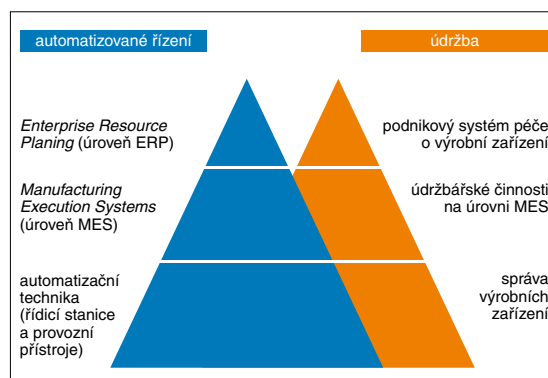 automatizované řízení
údržba
Enterprise Resource
Planing (úroveň ERP)
podnikový systém péče
o výrobní zařízení
Manufacturing
Execution Systems
(úroveň MES)
údržbářské činnosti
na úrovni MES
automatizační
technika
(řídicí stanice
a provozní
přístroje)
správa
výrobních
zařízení